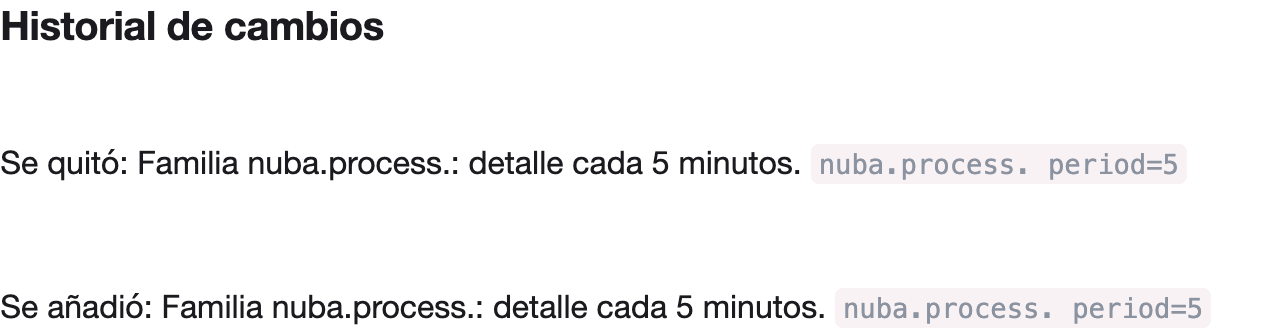 Historial de cambios
Se quitó: Familia nuba.process.: detalle cada 5 minutos. nuba.process. period=5
Se añadió: Familia nuba.process.: detalle cada 5 minutos. nuba.process. period=5